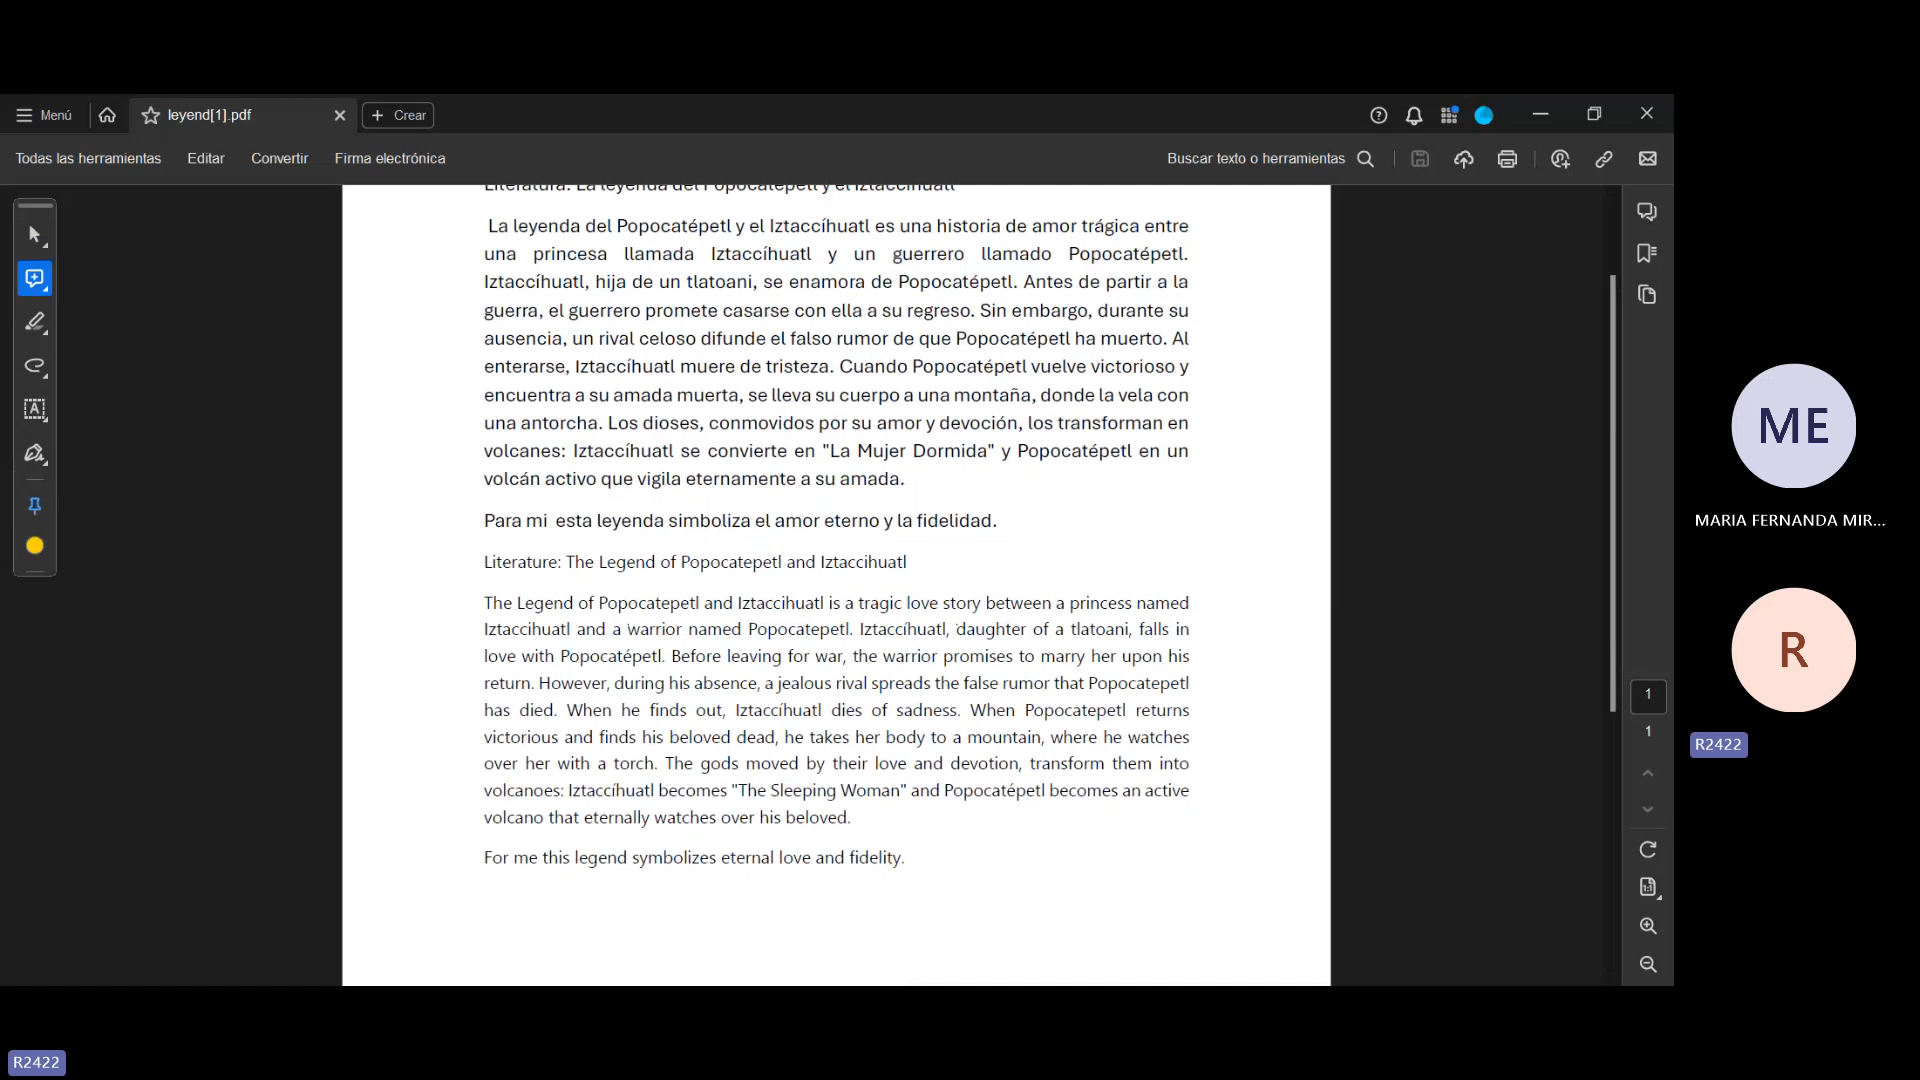 Menú
leyend[1].pdf
Crear
Todas las herramientas
Editar
Convertir
Firma electrónica
Buscar texto o herramientas
Literatura: La leyenda del Popocatépetl y el Iztaccíhuatl
La leyenda del Popocatépetl y el Iztaccíhuatl es una historia de amor trágica entre
una princesa llamada Iztaccíhuatl y un guerrero llamado Popocatépetl.
Iztaccíhuatl, hija de un tlatoani, se enamora de Popocatépetl. Antes de partir a la
guerra, el guerrero promete casarse con ella a su regreso. Sin embargo, durante su
ausencia, un rival celoso difunde el falso rumor de que Popocatépetl ha muerto. Al
enterarse, Iztaccíhuatl muere de tristeza. Cuando Popocatépetl vuelve victorioso y
encuentra a su amada muerta, se lleva su cuerpo a una montaña, donde la vela con
una antorcha. Los dioses, conmovidos por su amor y devoción, los transforman en
volcanes: Iztaccíhuatl se convierte en "La Mujer Dormida" y Popocatépetl en un
volcán activo que vigila eternamente a su amada.
Para mi esta leyenda simboliza el amor eterno y la fidelidad.
Literature: The Legend of Popocatepetl and Iztaccihuatl
The Legend of Popocatepetl and Iztaccihuatl is a tragic love story between a princess named
Iztaccihuatl and a warrior named Popocatepetl. Iztaccíhuatl, daughter of a tlatoani, falls in
love with Popocatépetl. Before leaving for war, the warrior promises to marry her upon his
return. However, during his absence, a jealous rival spreads the false rumor that Popocatepetl
has died. When he finds out, Iztaccíhuatl dies of sadness. When Popocatepetl returns
victorious and finds his beloved dead, he takes her body to a mountain, where he watches
over her with a torch. The gods moved by their love and devotion, transform them into
volcanoes: Iztaccíhuatl becomes "The Sleeping Woman" and Popocatépetl becomes an active
volcano that eternally watches over his beloved.
For me this legend symbolizes eternal love and fidelity.
1
1
ME
MARIA FERNANDA MIR...
R
R2422
R2422